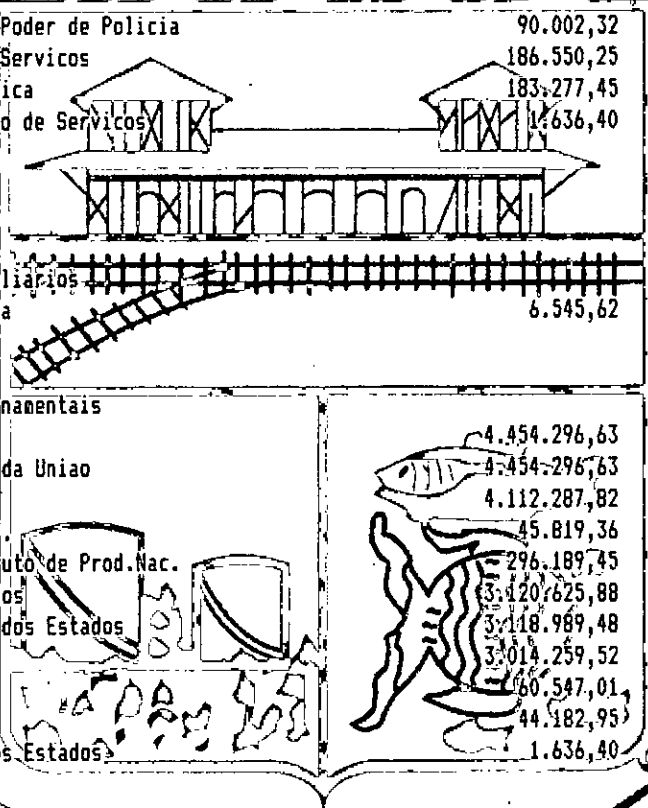 Poder de Policia 90.002,32
Servicos 186.550,25
ica 183.277,45
o de Servicos 1.636,40
liarios
a 6.545,62
namentais
4.454.296,63
da Uniao 4.454.296,63
4.112.287,82
45.819,36
uto de Prod.Nac. 296.189,45
os 3.120.625,88
dos Estados 3.118.989,48
3.014.259,52
60.547,01
44.182,95
os Estados 1.636,40